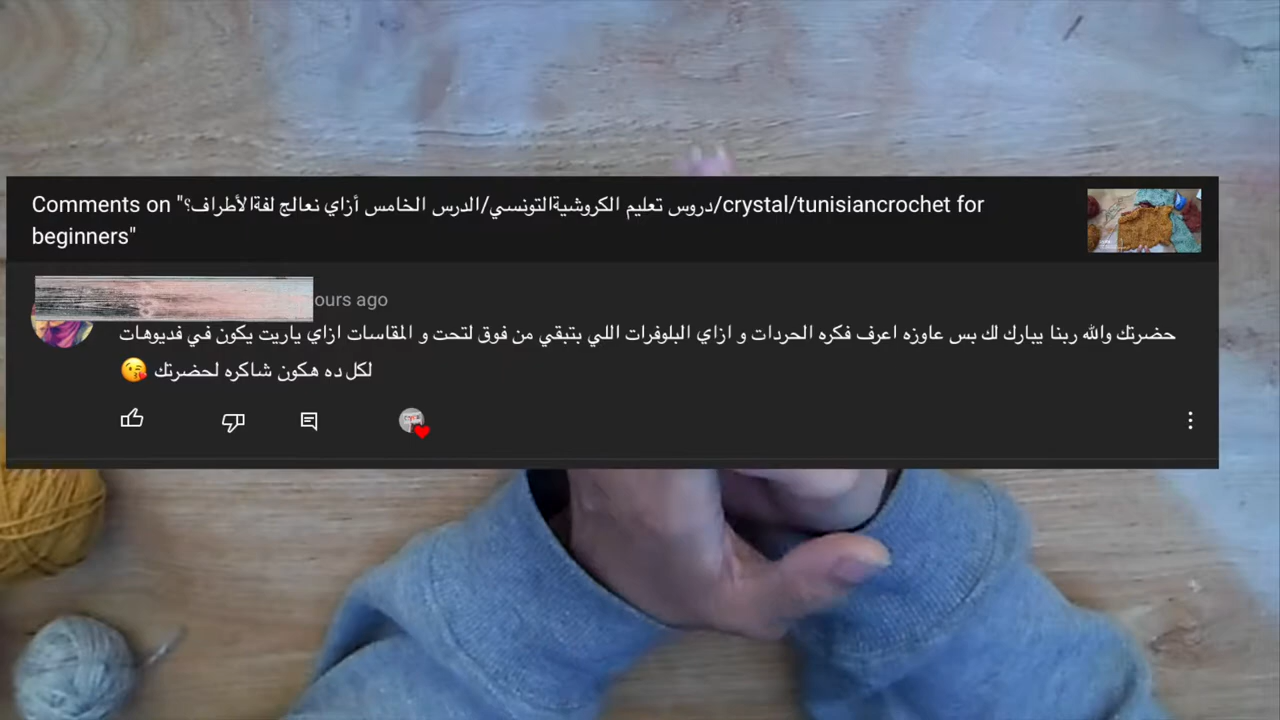 Comments on "دروس تعليم الكروشيةالتونسي/الدرس الخامس أزاي نعالج لفةالأطراف؟/crystal/tunisiancrochet for
beginners"
ours ago
حضرتك والله ربنا يبارك لك بس عاوزه اعرف فكره الحردات و ازاي البلوفرات اللي بتبقي من فوق لتحت و المقاسات ازاي ياريت يكون في فديوهات
لكل ده هكون شاكره لحضرتك 😘